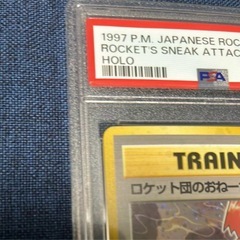 1997 P.M. JAPANESE ROC
ROCKET'S SNEAK ATTAC
HOLO
PSA
TRAIN
ロケット団のおねー